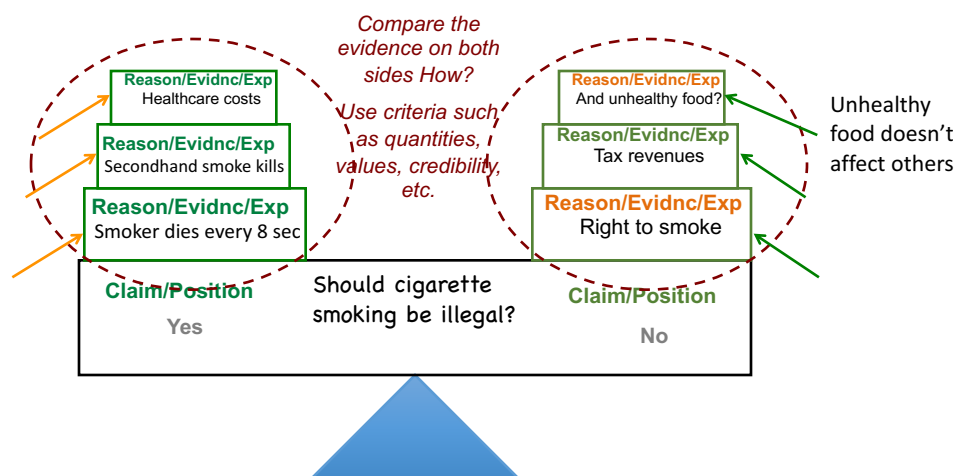 Compare the
evidence on both
sides How?
Use criteria such
as quantities,
values, credibility,
etc.
Reason/Evidnc/Exp
Healthcare costs
Reason/Evidnc/Exp
Secondhand smoke kills
Reason/Evidnc/Exp
Smoker dies every 8 sec
Reason/Evidnc/Exp
And unhealthy food?
Reason/Evidnc/Exp
Tax revenues
Reason/Evidnc/Exp
Right to smoke
Unhealthy
food doesn’t
affect others
Claim/Position
Yes
Should cigarette
smoking be illegal?
Claim/Position
No